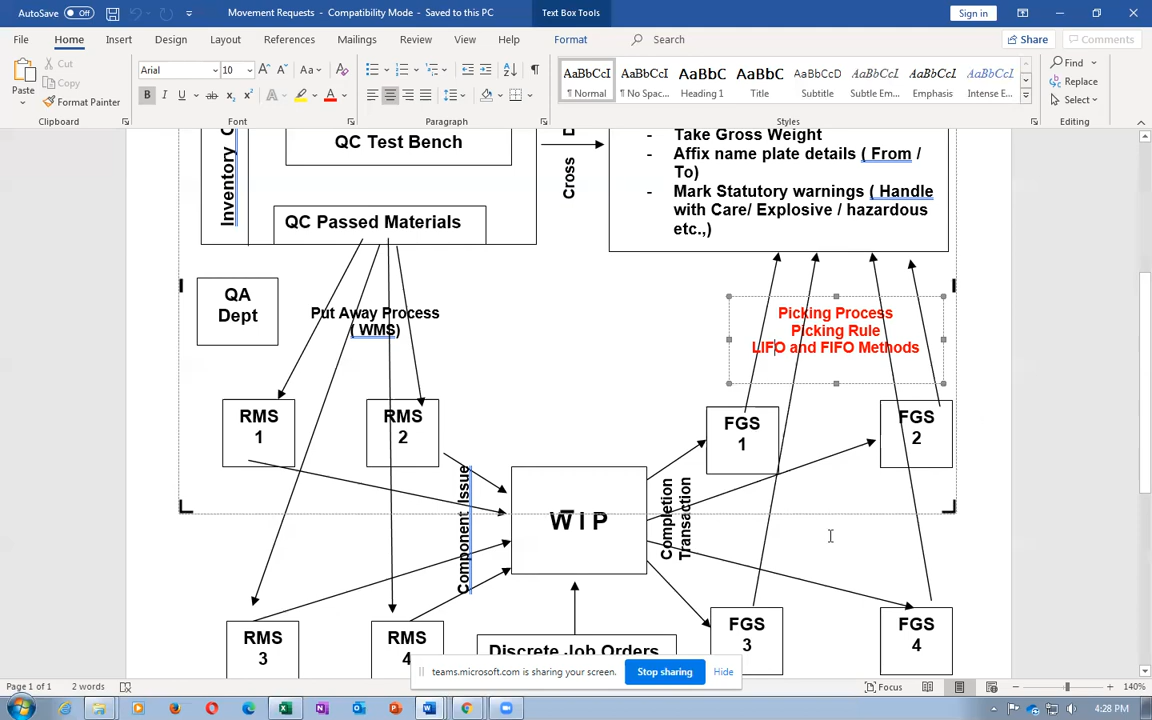 AutoSave Off
Movement Requests - Compatibility Mode - Saved to this PC
Text Box Tools
Sign in
File Home Insert Design Layout References Mailings Review View Help Format Search
Share Comments
Paste
Cut
Copy
Format Painter
Arial 10
Aa
B I U ab x₂ x² A A
AaBbCcI
¶ Normal
AaBbCcI
¶ No Spac...
AaBbC
Heading 1
AaBbC
Title
AaBbCcD
Subtitle
AaBbCcI
Subtle Em...
AaBbCcI
Emphasis
AaBbCcI
Intense E...
Find
Replace
Select
Clipboard Font Paragraph Styles Editing
QC Test Bench
QC Passed Materials
Cross
- Take Gross Weight
- Affix name plate details ( From /
To)
- Mark Statutory warnings ( Handle
with Care/ Explosive / hazardous
etc.,)
QA
Dept
Put Away Process
( WMS)
Picking Process
Picking Rule
LIFO and FIFO Methods
RMS
1
RMS
2
FGS
1
FGS
2
Component Issue
W I P
Completion
Transaction
RMS
3
RMS
4
Discrete Job Orders
FGS
3
FGS
4
teams.microsoft.com is sharing your screen. Stop sharing Hide
Page 1 of 1 2 words Focus 140%
4:28 PM